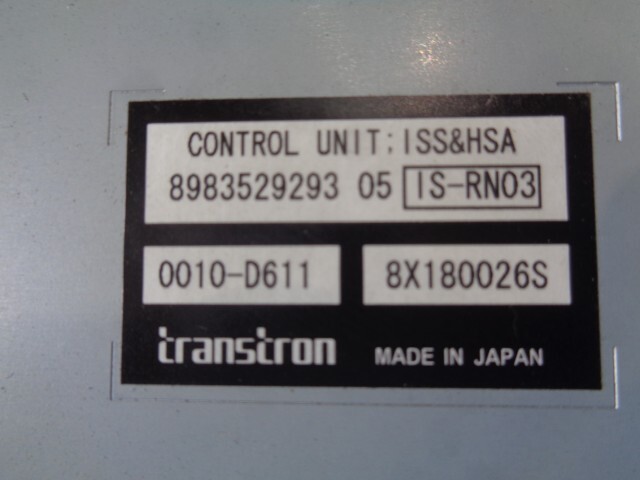 CONTROL UNIT:ISS&HSA
8983529293 05 IS-RN03
0010-D611 8X180026S
transtron MADE IN JAPAN